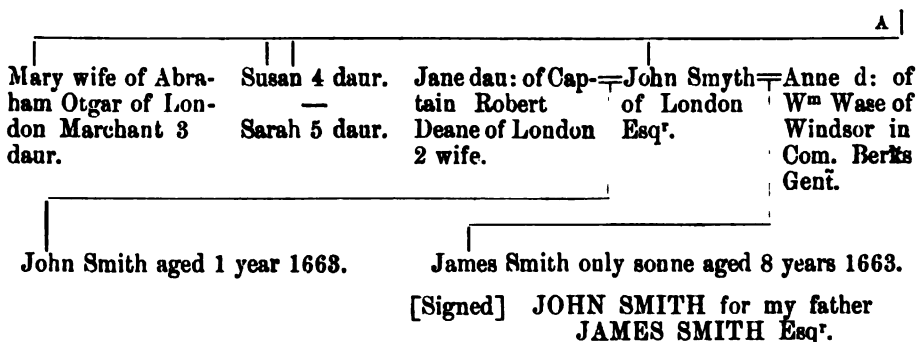 A
Mary wife of Abra-
ham Otgar of Lon-
don Marchant 3
daur.
Susan 4 daur.
—
Sarah 5 daur.
Jane dau: of Cap-
tain Robert
Deane of London
2 wife.
John Smyth
of London
Esqʳ.
Anne d: of
Wᵐ Wase of
Windsor in
Com. Berks
Gent̃.
John Smith aged 1 year 1663.
James Smith only sonne aged 8 years 1663.
[Signed] JOHN SMITH for my father
JAMES SMITH Esqʳ.